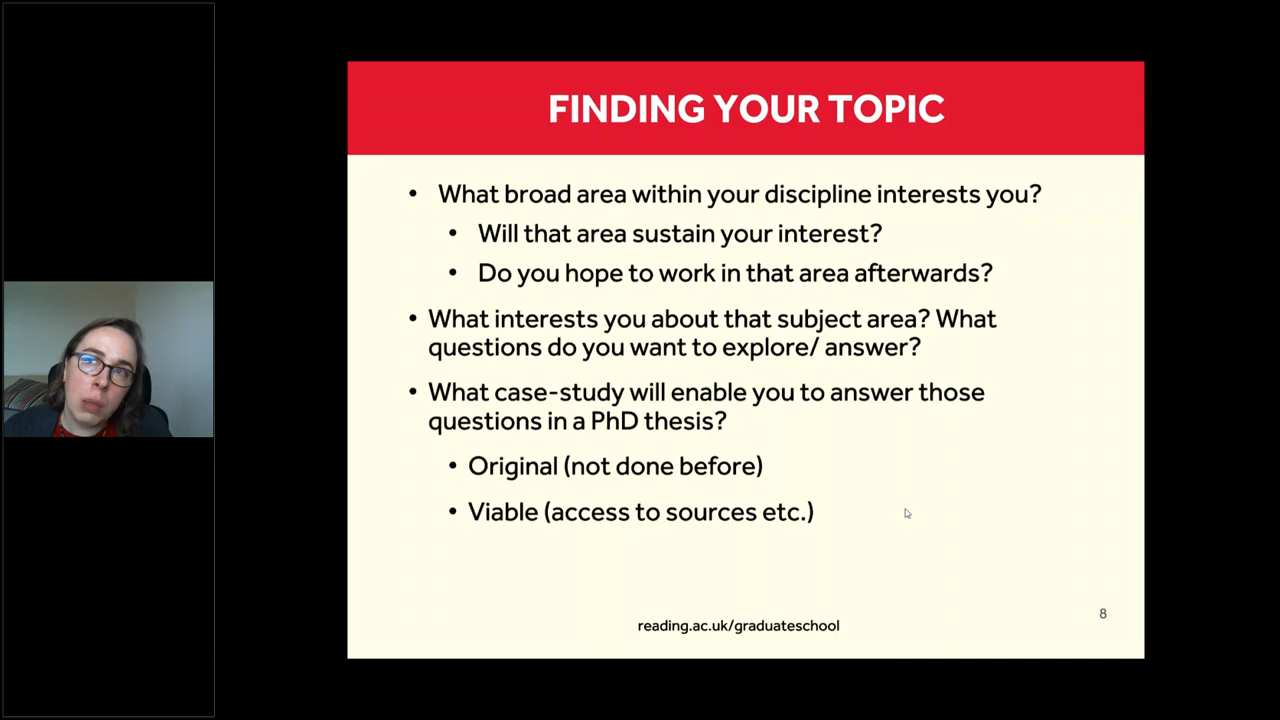 FINDING YOUR TOPIC
• What broad area within your discipline interests you?
• Will that area sustain your interest?
• Do you hope to work in that area afterwards?
• What interests you about that subject area? What
questions do you want to explore/ answer?
• What case-study will enable you to answer those
questions in a PhD thesis?
• Original (not done before)
• Viable (access to sources etc.)
8
reading.ac.uk/graduateschool